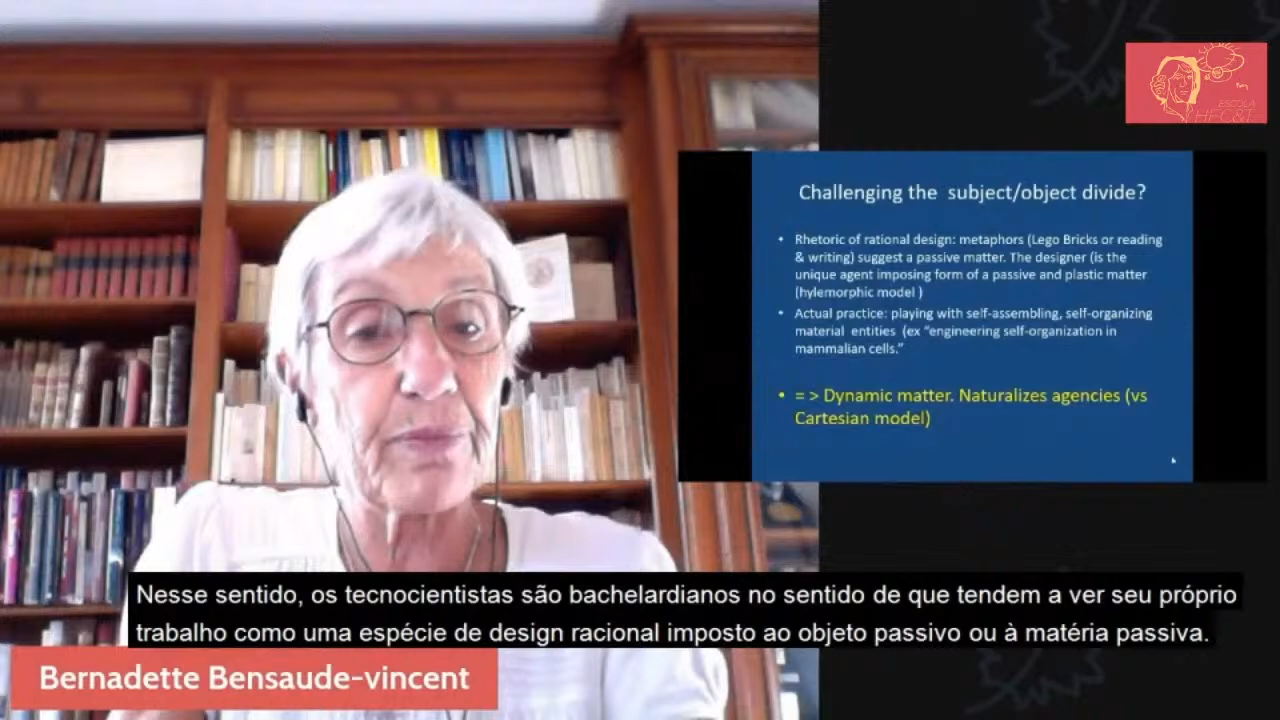 ESCOLA
HFC&T
Challenging the subject/object divide?
• Rhetoric of rational design: metaphors (Lego Bricks or reading
& writing) suggest a passive matter. The designer (is the
unique agent imposing form of a passive and plastic matter
(hylemorphic model )
• Actual practice: playing with self-assembling, self-organizing
material entities (ex “engineering self-organization in
mammalian cells.”
• = > Dynamic matter. Naturalizes agencies (vs
Cartesian model)
Nesse sentido, os tecnocientistas são bachelardianos no sentido de que tendem a ver seu próprio
trabalho como uma espécie de design racional imposto ao objeto passivo ou à matéria passiva.
Bernadette Bensaude-vincent